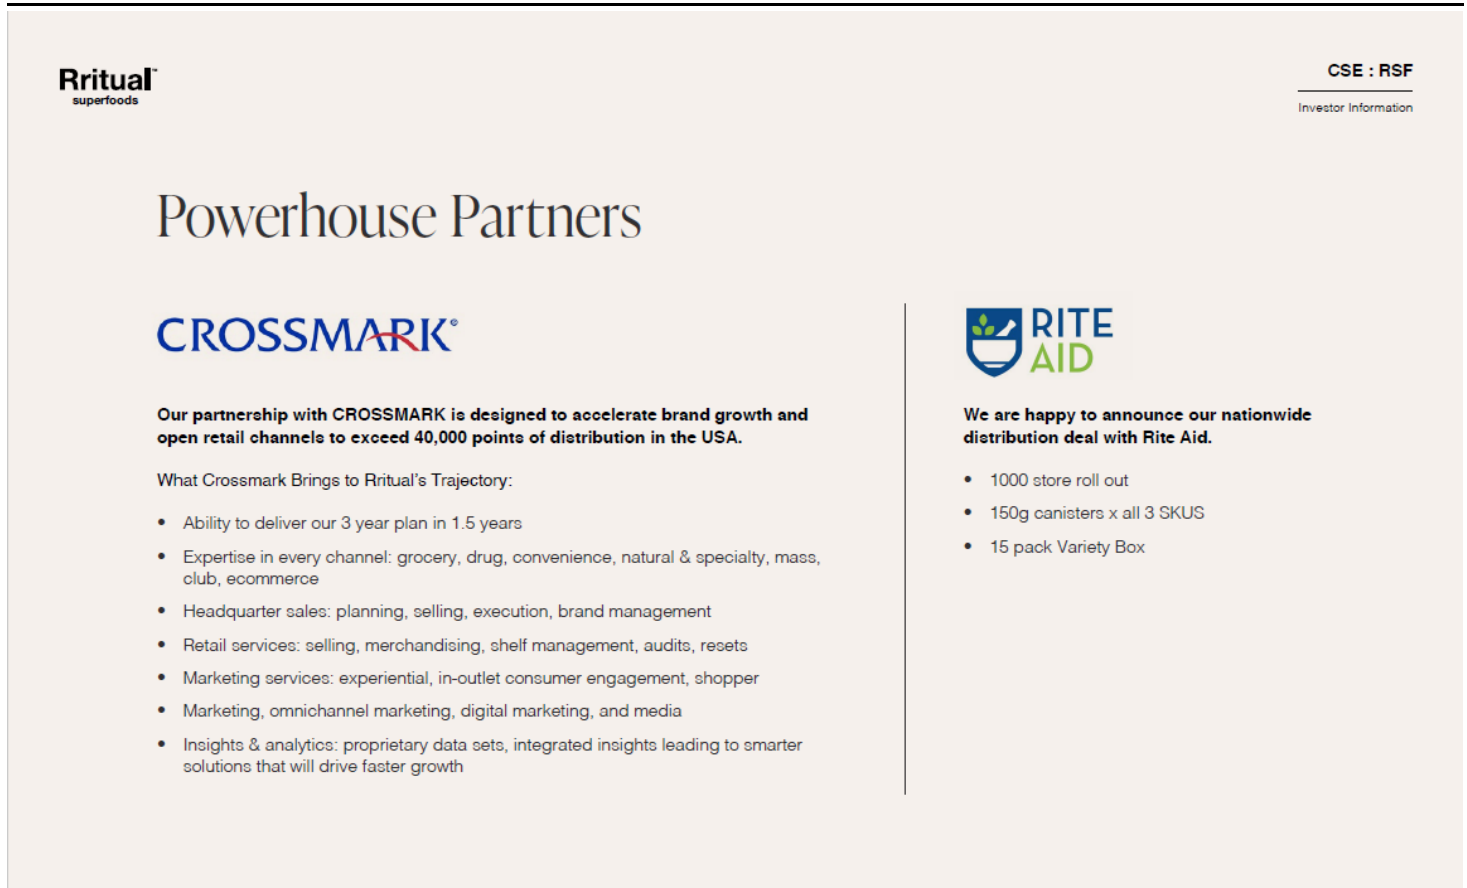 Rritual™
superfoods
CSE : RSF
Investor Information
Powerhouse Partners
CROSSMARK®
Our partnership with CROSSMARK is designed to accelerate brand growth and
open retail channels to exceed 40,000 points of distribution in the USA.
What Crossmark Brings to Rritual's Trajectory:
• Ability to deliver our 3 year plan in 1.5 years
• Expertise in every channel: grocery, drug, convenience, natural & specialty, mass,
club, ecommerce
• Headquarter sales: planning, selling, execution, brand management
• Retail services: selling, merchandising, shelf management, audits, resets
• Marketing services: experiential, in-outlet consumer engagement, shopper
• Marketing, omnichannel marketing, digital marketing, and media
• Insights & analytics: proprietary data sets, integrated insights leading to smarter
solutions that will drive faster growth
RITE
AID
We are happy to announce our nationwide
distribution deal with Rite Aid.
• 1000 store roll out
• 150g canisters x all 3 SKUS
• 15 pack Variety Box